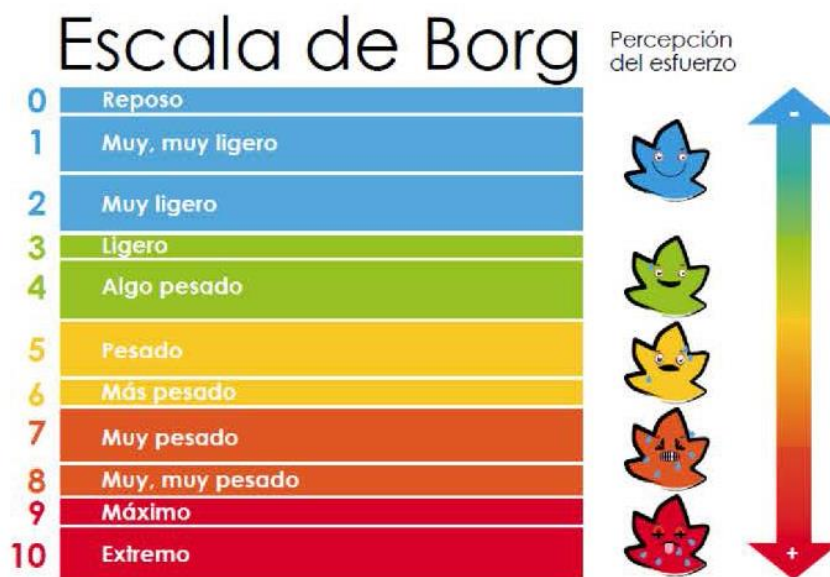 Escala de Borg
Percepción
del esfuerzo
0 Reposo
1 Muy, muy ligero
2 Muy ligero
3 Ligero
4 Algo pesado
5 Pesado
6 Más pesado
7 Muy pesado
8 Muy, muy pesado
9 Máximo
10 Extremo
-
+